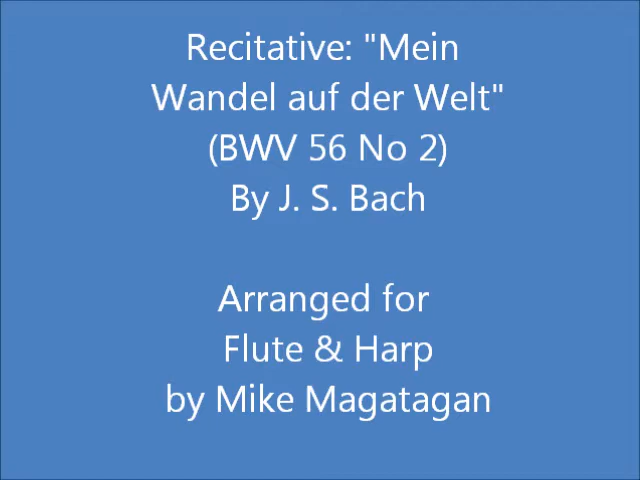 Recitative: "Mein
Wandel auf der Welt"
(BWV 56 No 2)
By J. S. Bach
Arranged for
Flute & Harp
by Mike Magatagan